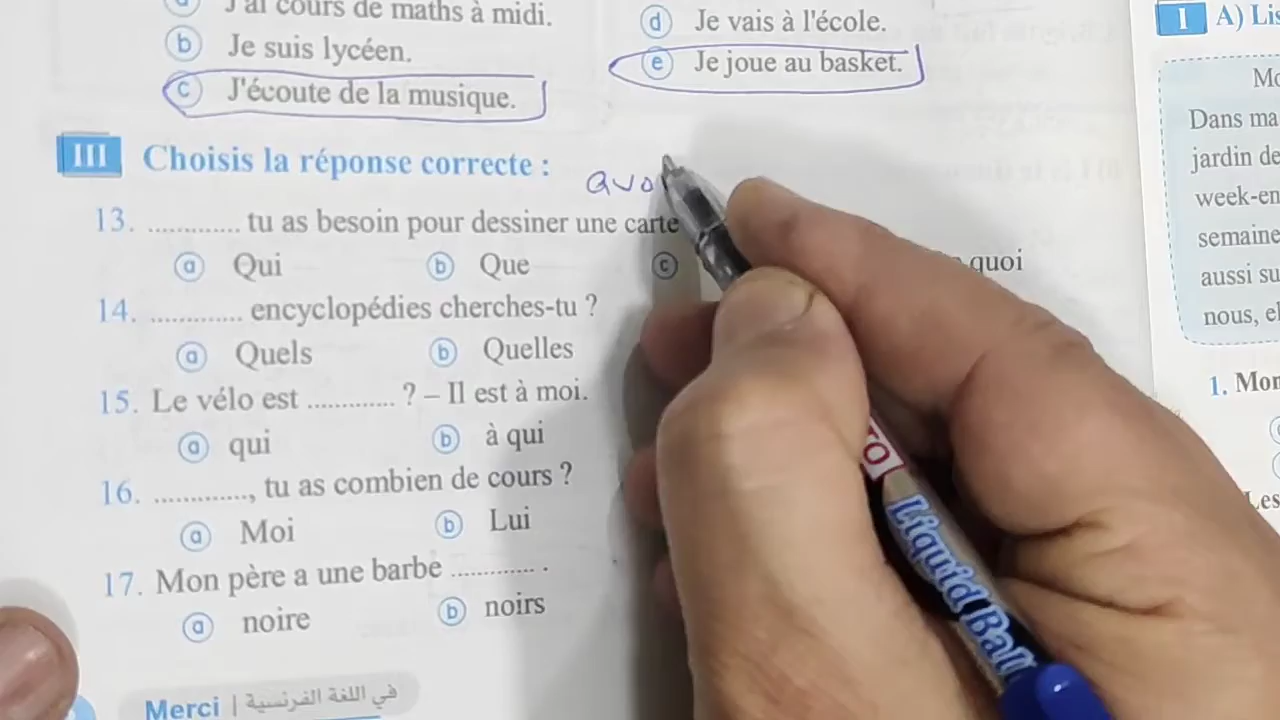 J'ai cours de maths à midi.
b Je suis lycéen.
c J'écoute de la musique.
d Je vais à l'école.
e Je joue au basket.
III Choisis la réponse correcte :
Quoi
13. ............. tu as besoin pour dessiner une carte
a Qui b Que c quoi
14. ............. encyclopédies cherches-tu ?
a Quels b Quelles
15. Le vélo est ............. ? – Il est à moi.
a qui b à qui
16. ............., tu as combien de cours ?
a Moi b Lui
17. Mon père a une barbe ............. .
a noire b noirs
Merci | في اللغة الفرنسية
I A)
Dans ma
jardin de
week-en
semaine
aussi su
nous, el
1. Mon
Les